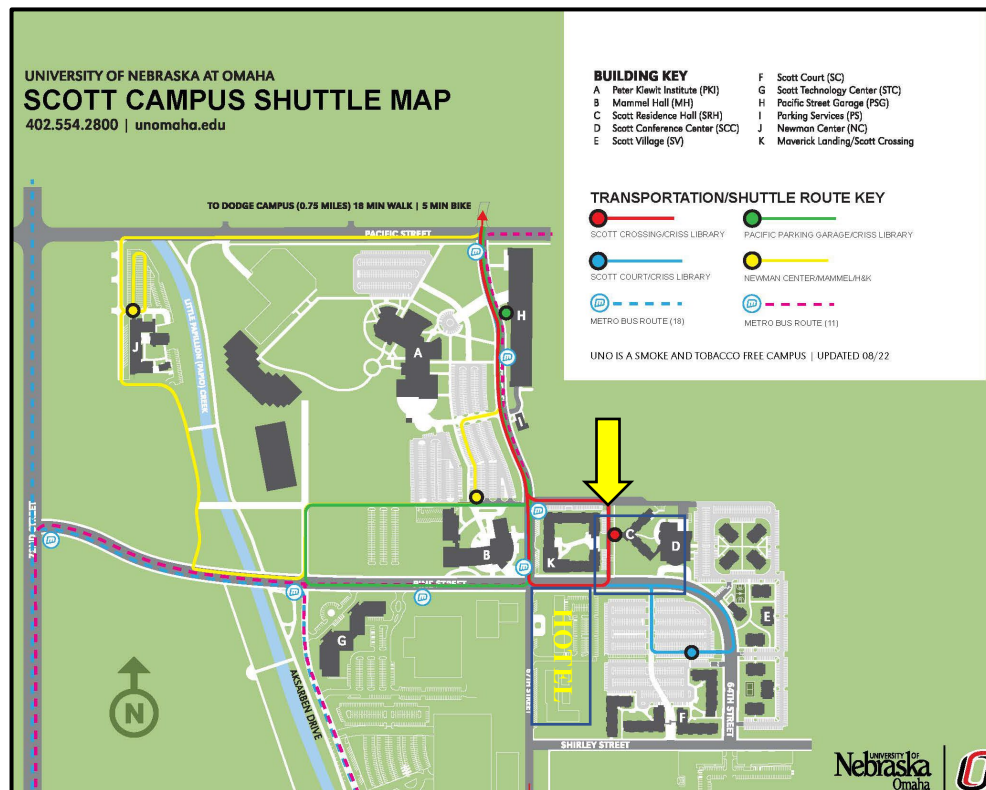 UNIVERSITY OF NEBRASKA AT OMAHA
SCOTT CAMPUS SHUTTLE MAP
402.554.2800 | unomaha.edu
BUILDING KEY
A Peter Kiewit Institute (PKI)
B Mammel Hall (MH)
C Scott Residence Hall (SRH)
D Scott Conference Center (SCC)
E Scott Village (SV)
F Scott Court (SC)
G Scott Technology Center (STC)
H Pacific Street Garage (PSG)
I Parking Services (PS)
J Newman Center (NC)
K Maverick Landing/Scott Crossing
TRANSPORTATION/SHUTTLE ROUTE KEY
SCOTT CROSSING/CRISS LIBRARY
PACIFIC PARKING GARAGE/CRISS LIBRARY
SCOTT COURT/CRISS LIBRARY
NEWMAN CENTER/MAMMEL/H&K
METRO BUS ROUTE (18)
METRO BUS ROUTE (11)
UNO IS A SMOKE AND TOBACCO FREE CAMPUS | UPDATED 08/22
TO DODGE CAMPUS (0.75 MILES) 18 MIN WALK | 5 MIN BIKE
PACIFIC STREET
LITTLE PAPILLION (PAPIO) CREEK
H
J
A
I
C
D
K
B
STREET
PINE STREET
E
G
HOTEL
67TH STREET
AKSARBEN DRIVE
64TH STREET
F
N
SHIRLEY STREET
UNIVERSITY OF
Nebraska
Omaha
O